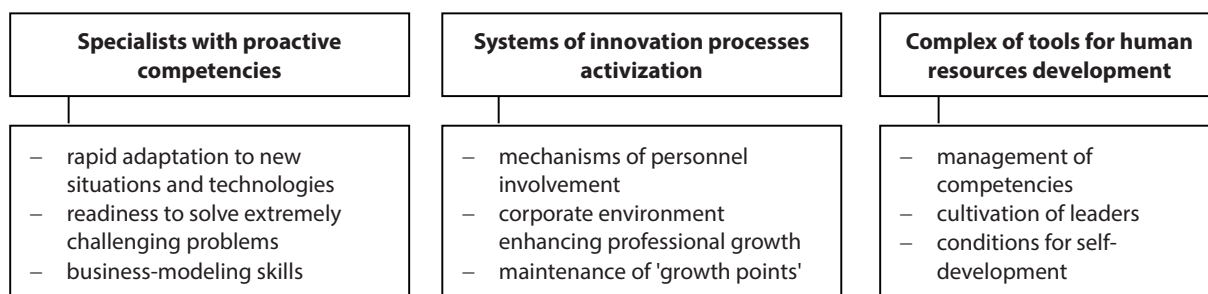 Specialists with proactive
competencies
– rapid adaptation to new
situations and technologies
– readiness to solve extremely
challenging problems
– business-modeling skills
Systems of innovation processes
activization
– mechanisms of personnel
involvement
– corporate environment
enhancing professional growth
– maintenance of 'growth points'
Complex of tools for human
resources development
– management of
competencies
– cultivation of leaders
– conditions for self-
development